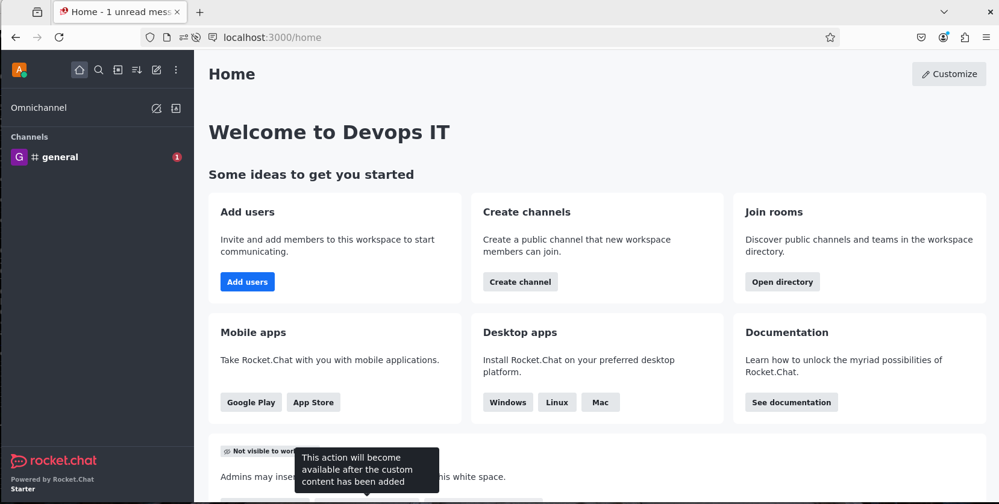 Home - 1 unread mess
localhost:3000/home
A
Home
Customize
Omnichannel
Welcome to Devops IT
Channels
G general 1
Some ideas to get you started
Add users
Invite and add members to this workspace to start
communicating.
Add users
Create channels
Create a public channel that new workspace
members can join.
Create channel
Join rooms
Discover public channels and teams in the workspace
directory.
Open directory
Mobile apps
Take Rocket.Chat with you with mobile applications.
Google Play App Store
Desktop apps
Install Rocket.Chat on your preferred desktop
platform.
Windows Linux Mac
Documentation
Learn how to unlock the myriad possibilities of
Rocket.Chat.
See documentation
Not visible to
This action will become
available after the custom
content has been added
Admins may
white space.
rocket.chat
Powered by Rocket.Chat
Starter